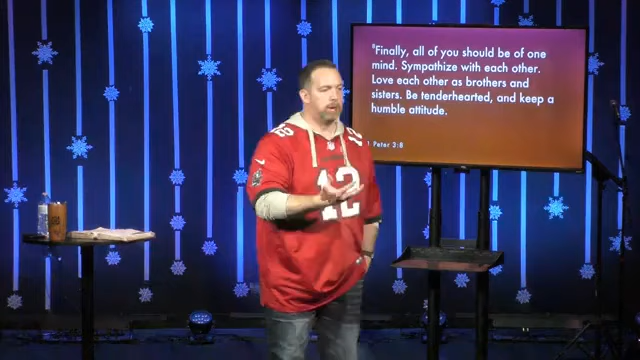 ⁸Finally, all of you should be of one
mind. Sympathize with each other.
Love each other as brothers and
sisters. Be tenderhearted, and keep a
humble attitude.
1 Peter 3:8
12
12